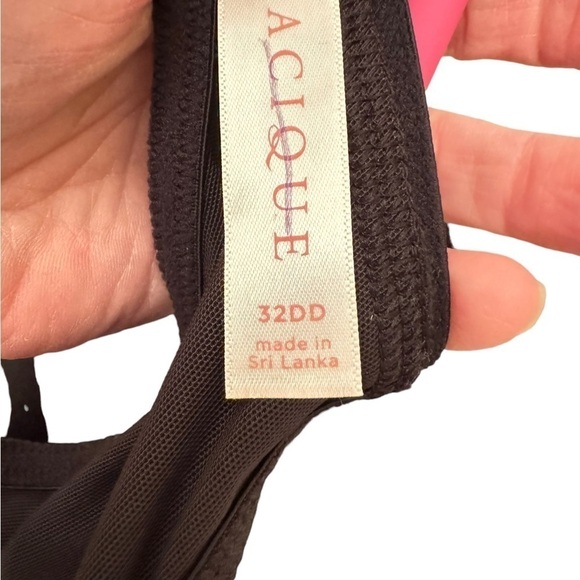 ACIQUE
32DD
made in
Sri Lanka